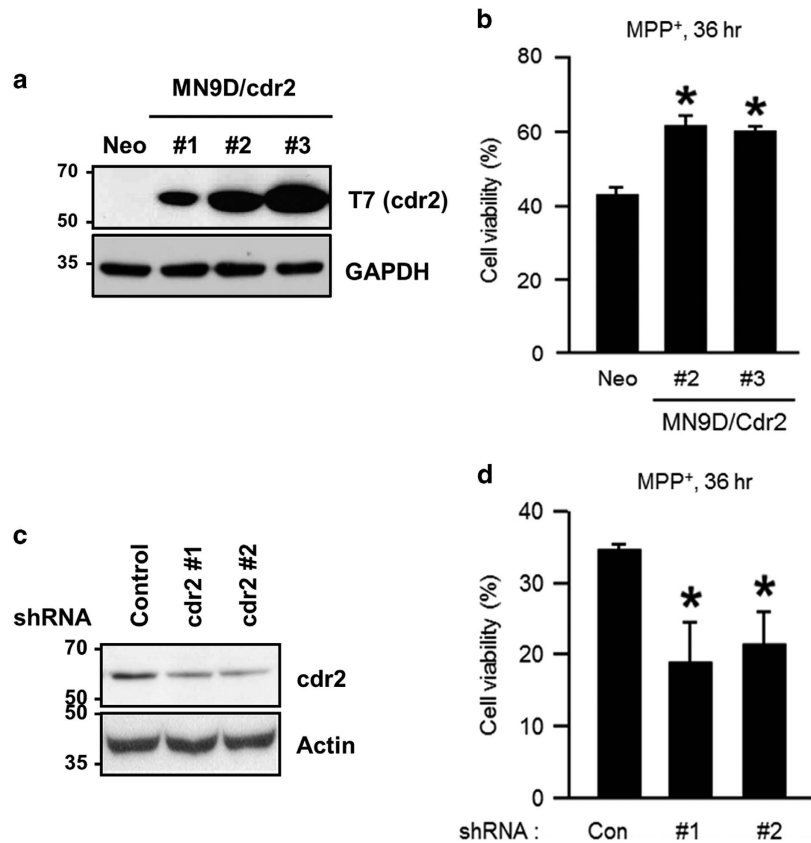 a
MN9D/cdr2
Neo #1 #2 #3
70
50
T7 (cdr2)
35
GAPDH
b
MPP+, 36 hr
Cell viability (%)
80
60
40
20
0
* *
Neo #2 #3
MN9D/Cdr2
c
shRNA Control cdr2 #1 cdr2 #2
70
50
cdr2
50
35
Actin
d
MPP+, 36 hr
Cell viability (%)
40
30
20
10
0
* *
shRNA : Con #1 #2